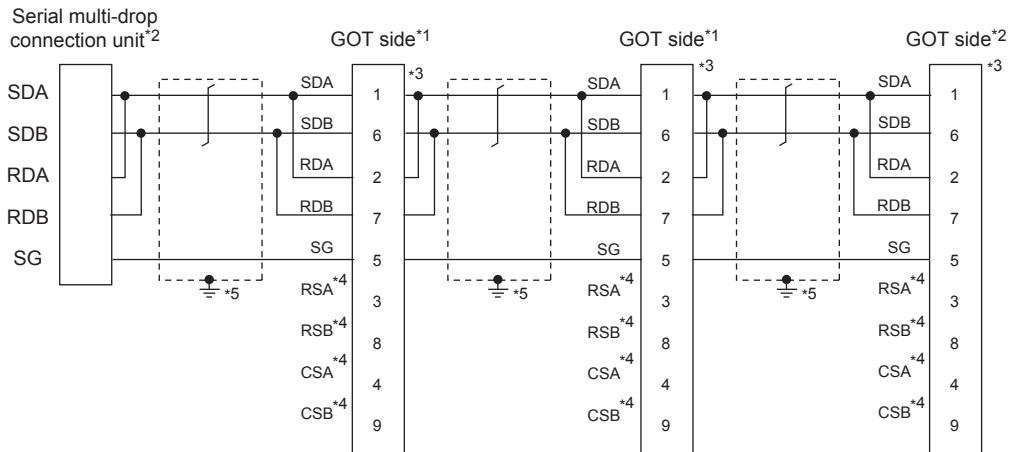 Serial multi-drop
connection unit*2
GOT side*1
GOT side*1
GOT side*2
*3
*3
*3
SDA
SDA
1
SDA
1
SDA
1
SDB
SDB
6
SDB
6
SDB
6
RDA
RDA
2
RDA
2
RDA
2
RDB
RDB
7
RDB
7
RDB
7
SG
SG
5
SG
5
SG
5
*5
*5
*5
RSA*4
3
RSA*4
3
RSA*4
3
RSB*4
8
RSB*4
8
RSB*4
8
CSA*4
4
CSA*4
4
CSA*4
4
CSB*4
9
CSB*4
9
CSB*4
9